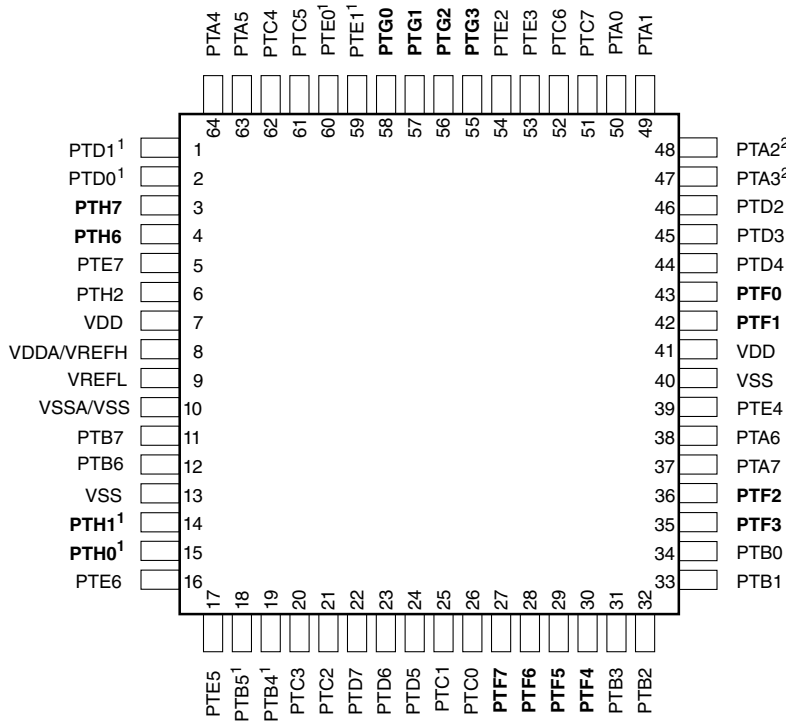 PTA4
PTA5
PTC4
PTC5
PTE0¹
PTE1¹
PTG0
PTG1
PTG2
PTG3
PTE2
PTE3
PTC6
PTC7
PTA0
PTA1
64
63
62
61
60
59
58
57
56
55
54
53
52
51
50
49
PTD1¹ 1
PTD0¹ 2
PTH7 3
PTH6 4
PTE7 5
PTH2 6
VDD 7
VDDA/VREFH 8
VREFL 9
VSSA/VSS 10
PTB7 11
PTB6 12
VSS 13
PTH1¹ 14
PTH0¹ 15
PTE6 16
48 PTA2²
47 PTA3²
46 PTD2
45 PTD3
44 PTD4
43 PTF0
42 PTF1
41 VDD
40 VSS
39 PTE4
38 PTA6
37 PTA7
36 PTF2
35 PTF3
34 PTB0
33 PTB1
17
18
19
20
21
22
23
24
25
26
27
28
29
30
31
32
PTE5
PTB5¹
PTB4¹
PTC3
PTC2
PTD7
PTD6
PTD5
PTC1
PTC0
PTF7
PTF6
PTF5
PTF4
PTB3
PTB2